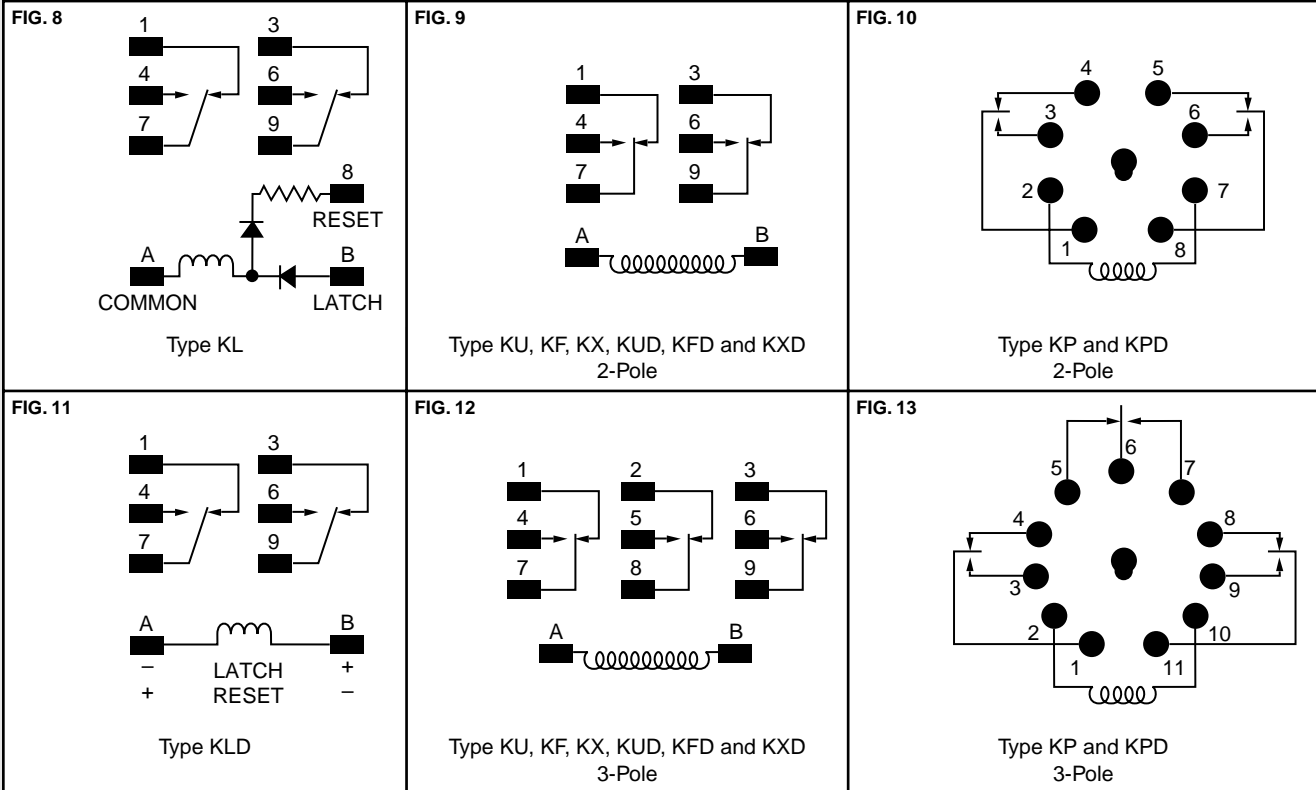 FIG. 8
1 3
4 6
7 9
8
RESET
A B
COMMON LATCH
Type KL
FIG. 9
1 3
4 6
7 9
A B
Type KU, KF, KX, KUD, KFD and KXD
2-Pole
FIG. 10
4 5
3 6
2 7
1 8
Type KP and KPD
2-Pole
FIG. 11
1 3
4 6
7 9
A B
– LATCH +
+ RESET –
Type KLD
FIG. 12
1 2 3
4 5 6
7 8 9
A B
Type KU, KF, KX, KUD, KFD and KXD
3-Pole
FIG. 13
6
5 7
4 8
3 9
2 10
1 11
Type KP and KPD
3-Pole